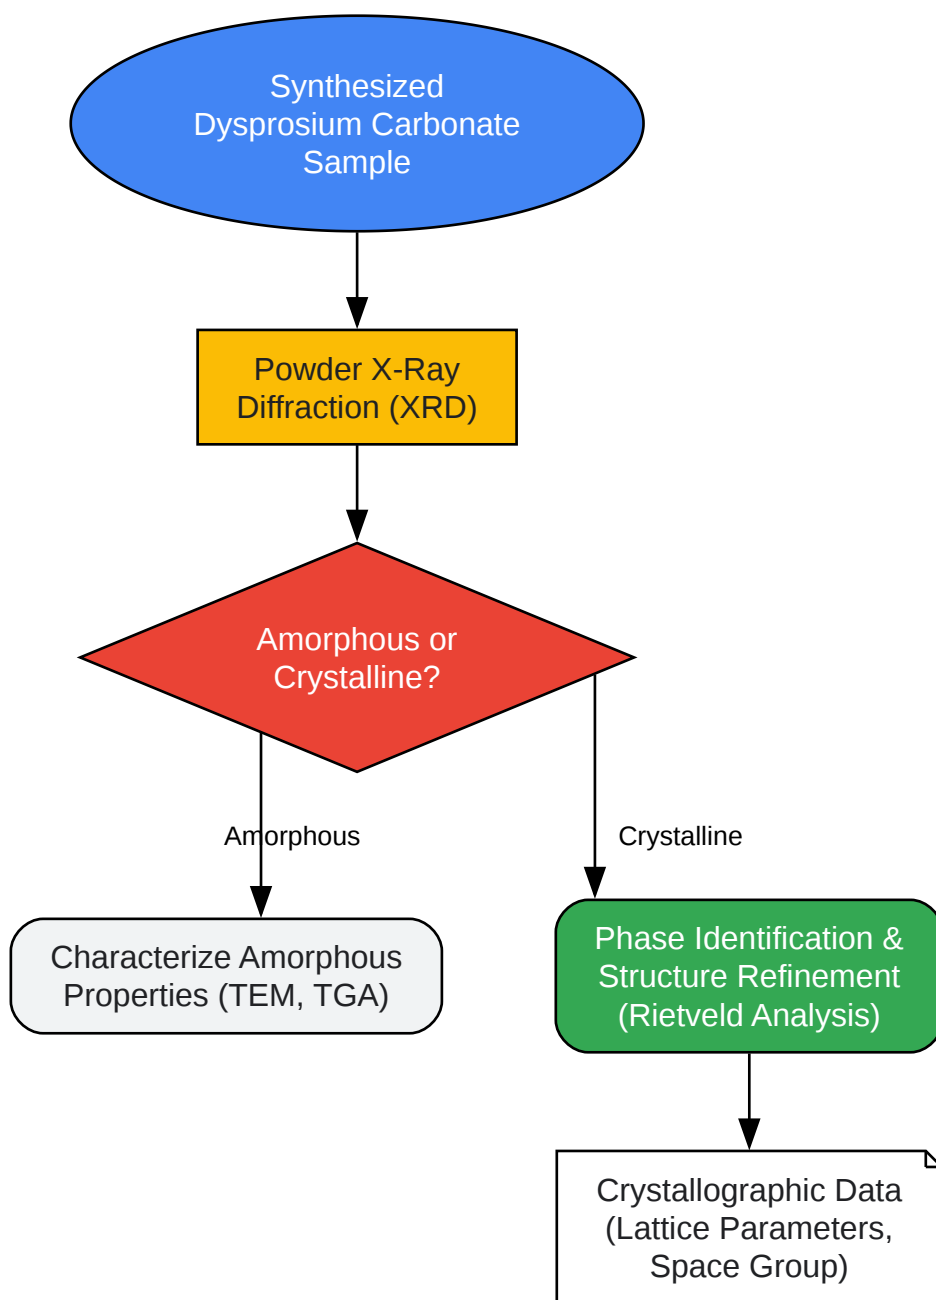 Synthesized
Dysprosium Carbonate
Sample
Powder X-Ray
Diffraction (XRD)
Amorphous or
Crystalline?
Amorphous
Crystalline
Characterize Amorphous
Properties (TEM, TGA)
Phase Identification &
Structure Refinement
(Rietveld Analysis)
Crystallographic Data
(Lattice Parameters,
Space Group)